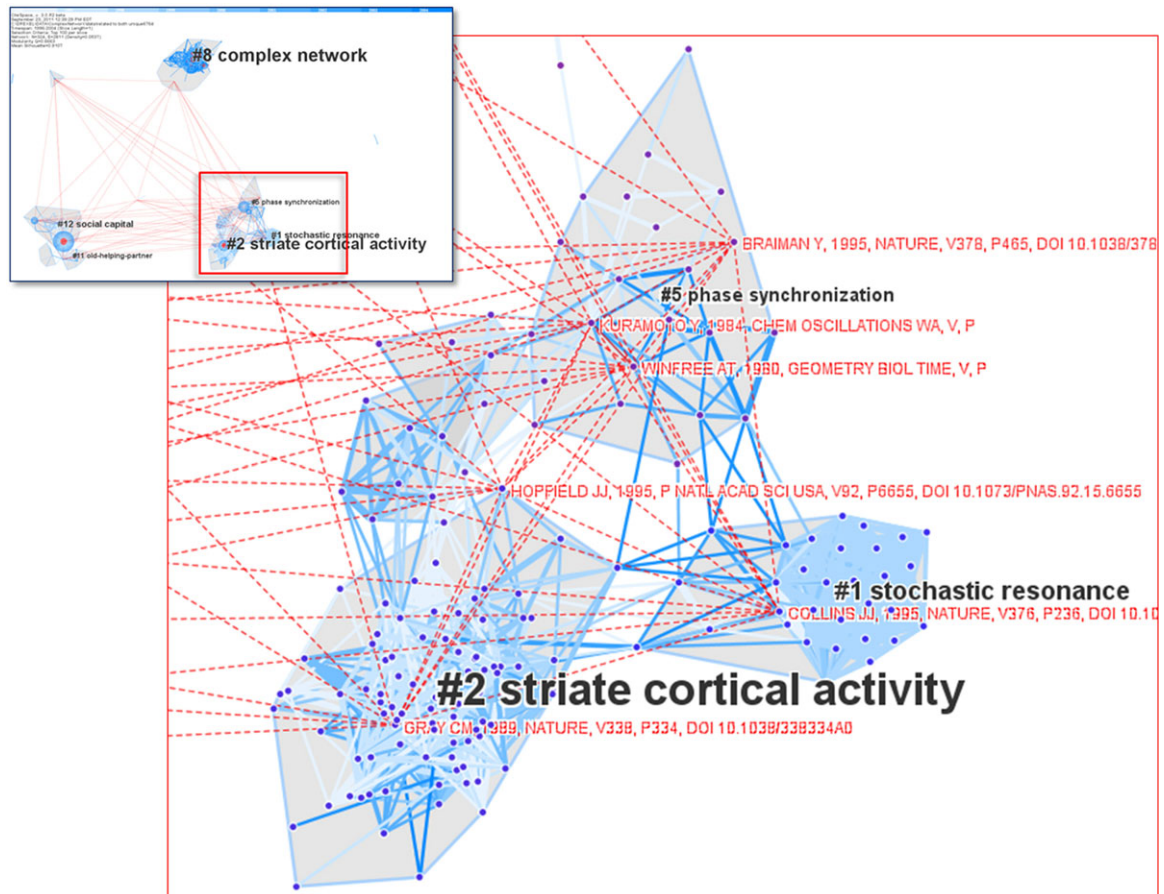 #8 complex network
#5 phase synchronization
#12 social capital
#1 stochastic resonance
#2 striate cortical activity
#11 old-helping-partner
BRAIMAN Y, 1995, NATURE, V378, P465, DOI 10.1038/378
#5 phase synchronization
KURAMOTO Y, 1984, CHEM OSCILLATIONS WA, V, P
WINFREE AT, 1980, GEOMETRY BIOL TIME, V, P
HOPFIELD JJ, 1995, P NATL ACAD SCI USA, V92, P6655, DOI 10.1073/PNAS.92.15.6655
#1 stochastic resonance
COLLINS JJ, 1995, NATURE, V376, P236, DOI 10.10
#2 striate cortical activity
GRAY CM, 1989, NATURE, V338, P334, DOI 10.1038/338334A0